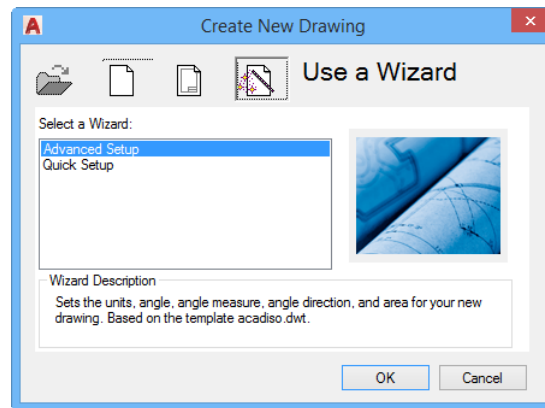 Create New Drawing
Use a Wizard
Select a Wizard:
Advanced Setup
Quick Setup
Wizard Description
Sets the units, angle, angle measure, angle direction, and area for your new
drawing. Based on the template acadiso.dwt.
OK
Cancel